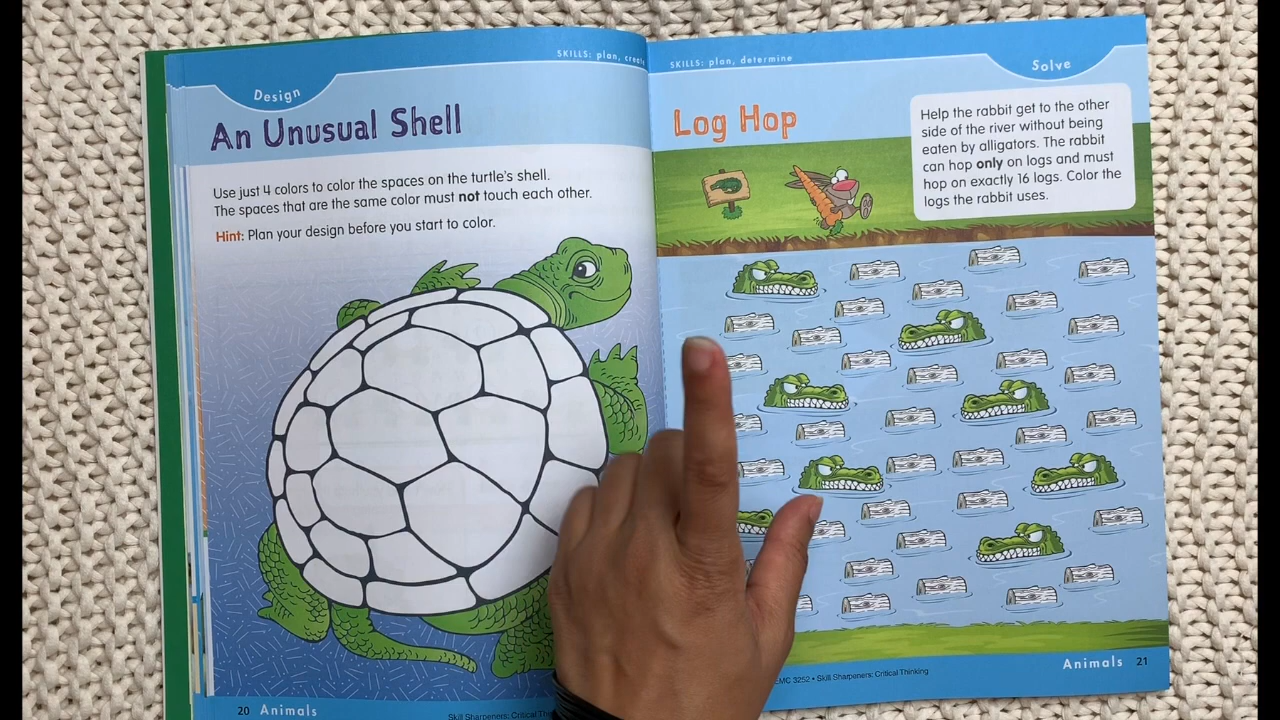 SKILLS: plan, create
Design
An Unusual Shell
Use just 4 colors to color the spaces on the turtle's shell.
The spaces that are the same color must not touch each other.
Hint: Plan your design before you start to color.
20 Animals
Skill Sharpeners: Critical
SKILLS: plan, determine
Solve
Log Hop
Help the rabbit get to the other
side of the river without being
eaten by alligators. The rabbit
can hop only on logs and must
hop on exactly 16 logs. Color the
logs the rabbit uses.
EMC 3252 • Skill Sharpeners: Critical Thinking
Animals 21